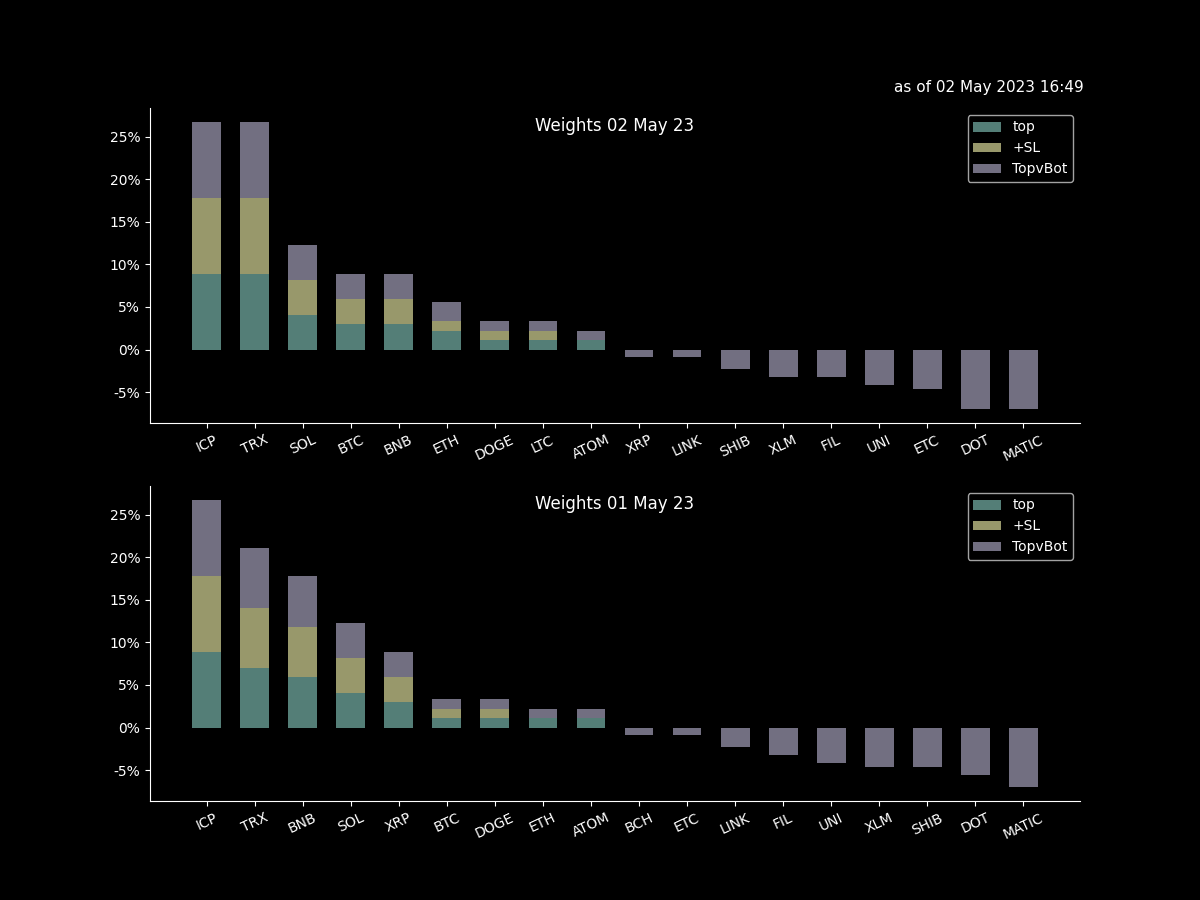 as of 02 May 2023 16:49
Weights 02 May 23
top
+SL
TopvBot
25%
20%
15%
10%
5%
0%
-5%
ICP TRX SOL BTC BNB ETH DOGE LTC ATOM XRP LINK SHIB XLM FIL UNI ETC DOT MATIC
Weights 01 May 23
top
+SL
TopvBot
25%
20%
15%
10%
5%
0%
-5%
ICP TRX BNB SOL XRP BTC DOGE ETH ATOM BCH ETC LINK FIL UNI XLM SHIB DOT MATIC